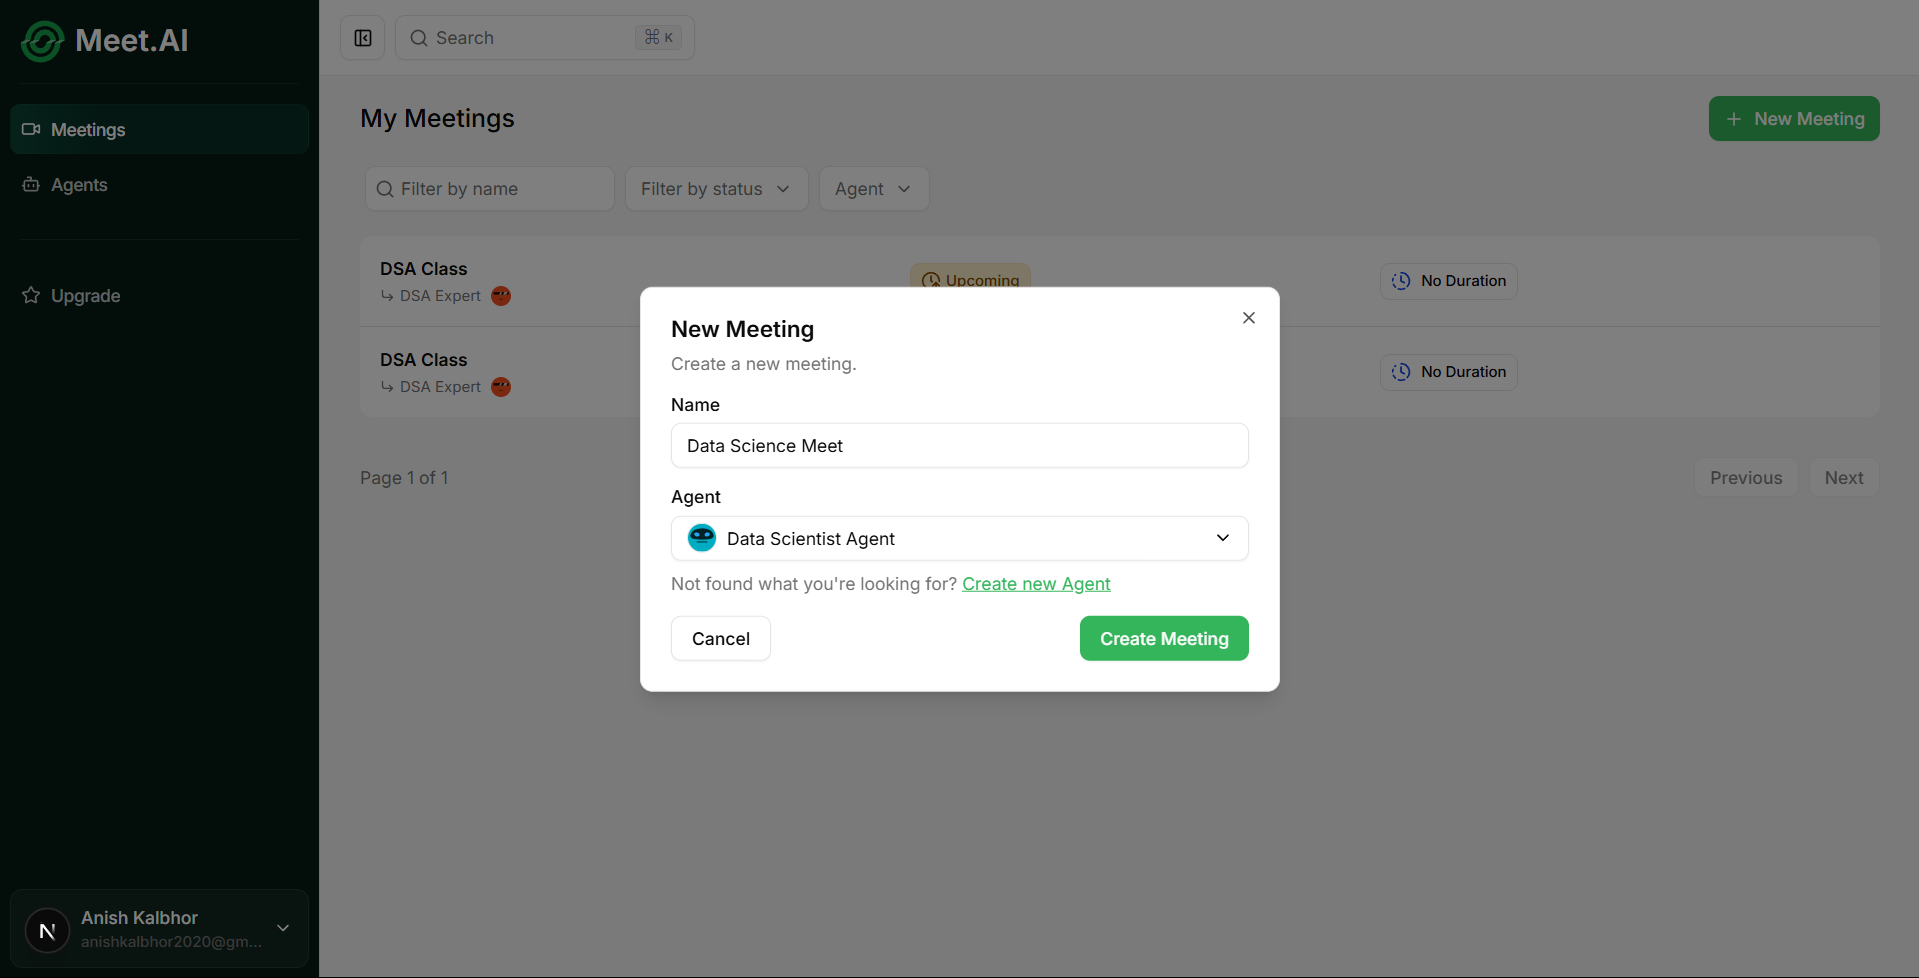 Meet.AI
Meetings
Agents
Upgrade
Search
⌘ K
My Meetings
+ New Meeting
Filter by name
Filter by status
Agent
DSA Class
↳ DSA Expert
Upcoming
No Duration
DSA Class
↳ DSA Expert
No Duration
Page 1 of 1
Previous
Next
New Meeting
Create a new meeting.
Name
Data Science Meet
Agent
Data Scientist Agent
Not found what you're looking for? Create new Agent
Cancel
Create Meeting
N
Anish Kalbhor
anishkalbhor2020@gm...